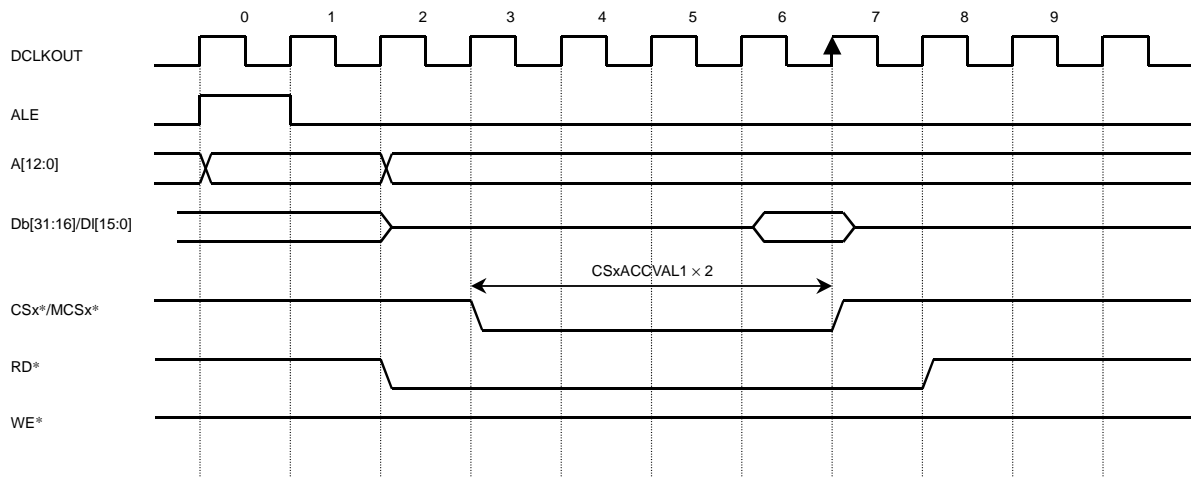 0 1 2 3 4 5 6 7 8 9
DCLKOUT
ALE
A[12:0]
Db[31:16]/Dl[15:0]
CSxACCVAL1 × 2
CSx*/MCSx*
RD*
WE*